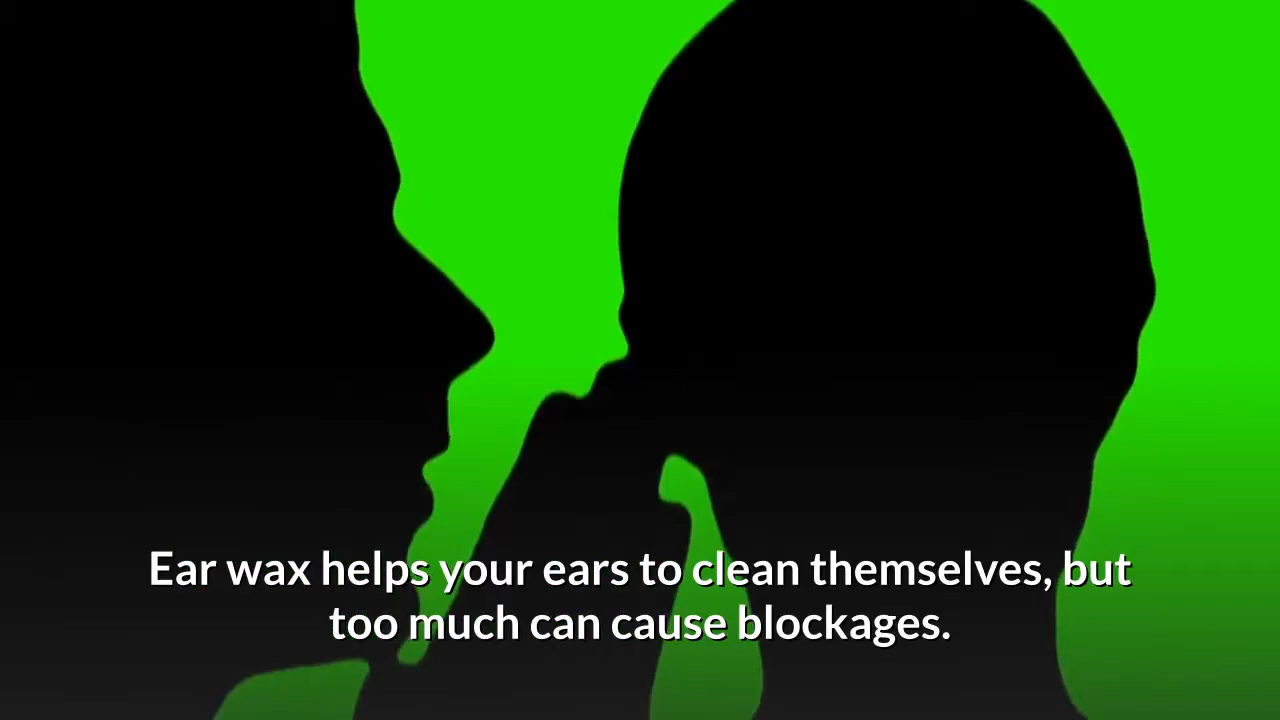 Ear wax helps your ears to clean themselves, but
too much can cause blockages.